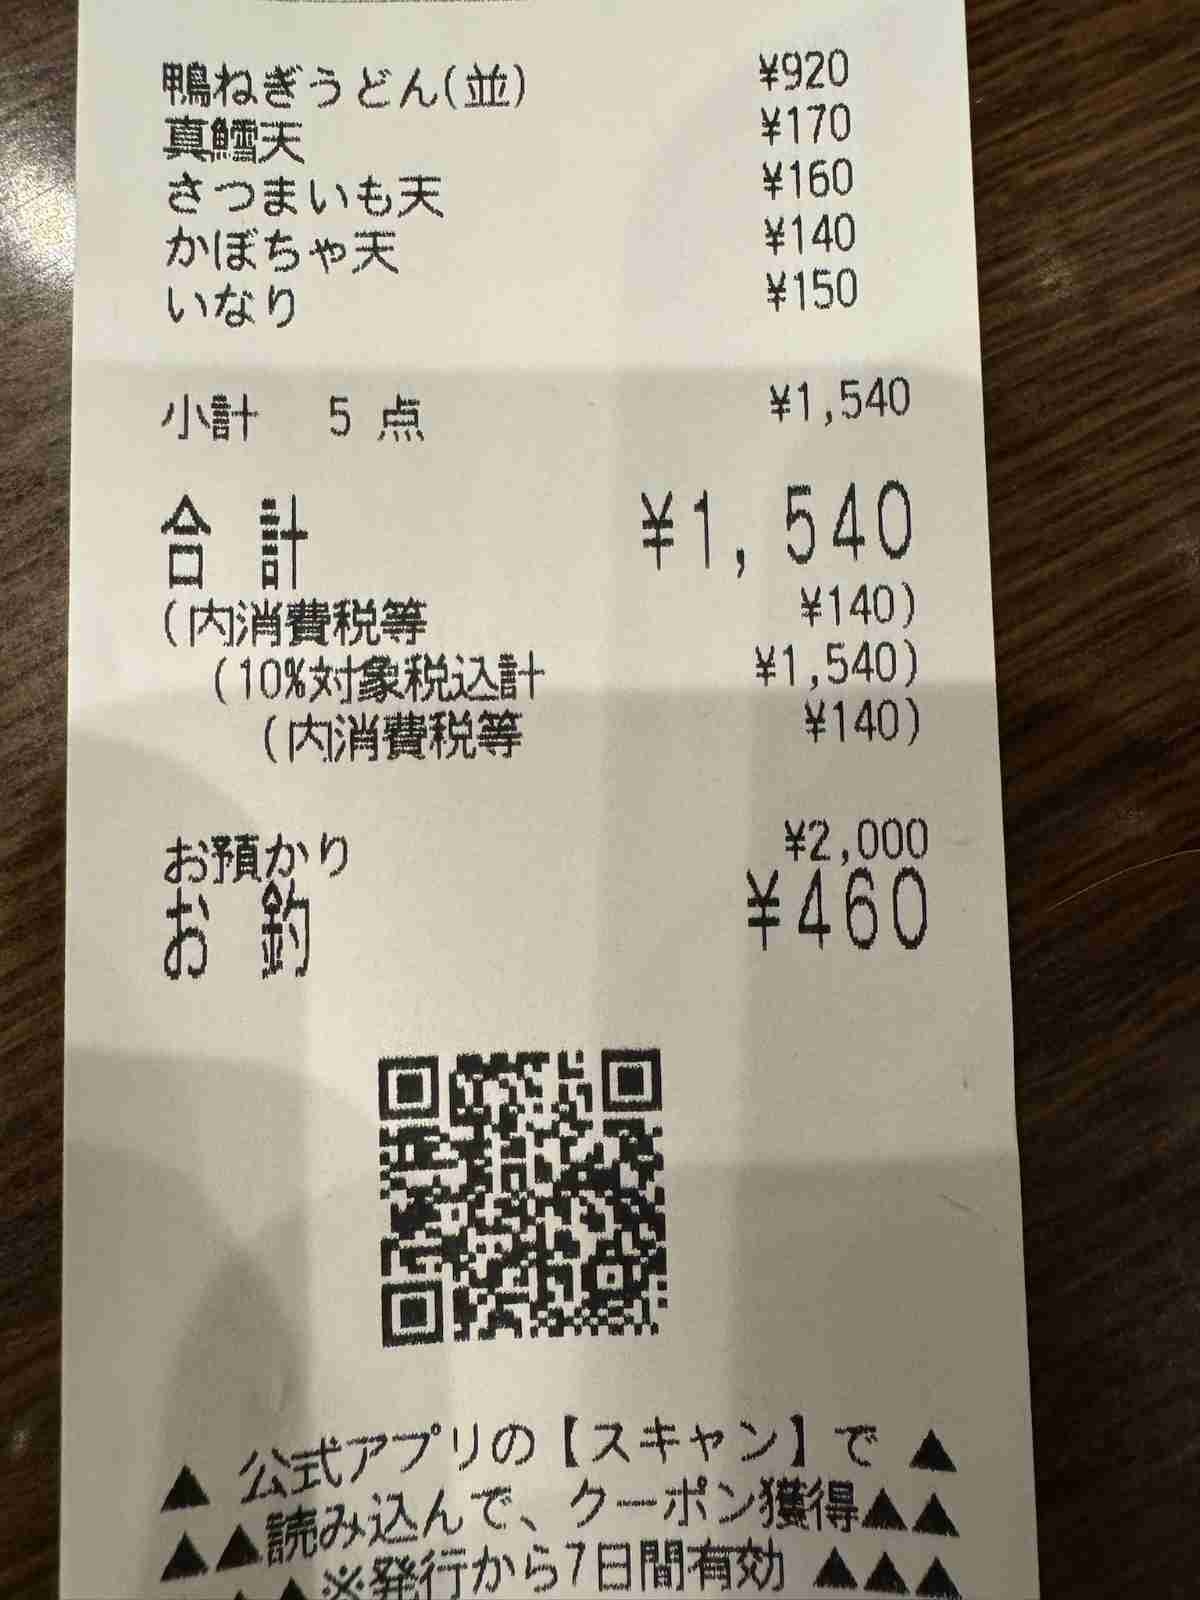 鴨ねぎうどん(並) ¥920
真鱈天 ¥170
さつまいも天 ¥160
かぼちゃ天 ¥140
いなり ¥150
小計 5 点 ¥1,540
合 計 ¥1,540
(内消費税等 ¥140)
(10%対象税込計 ¥1,540)
(内消費税等 ¥140)
お預かり ¥2,000
お 釣 ¥460
▲ 公式アプリの【スキャン】で ▲
▲▲読み込んで、クーポン獲得▲▲
▲▲※発行から7日間有効 ▲▲▲